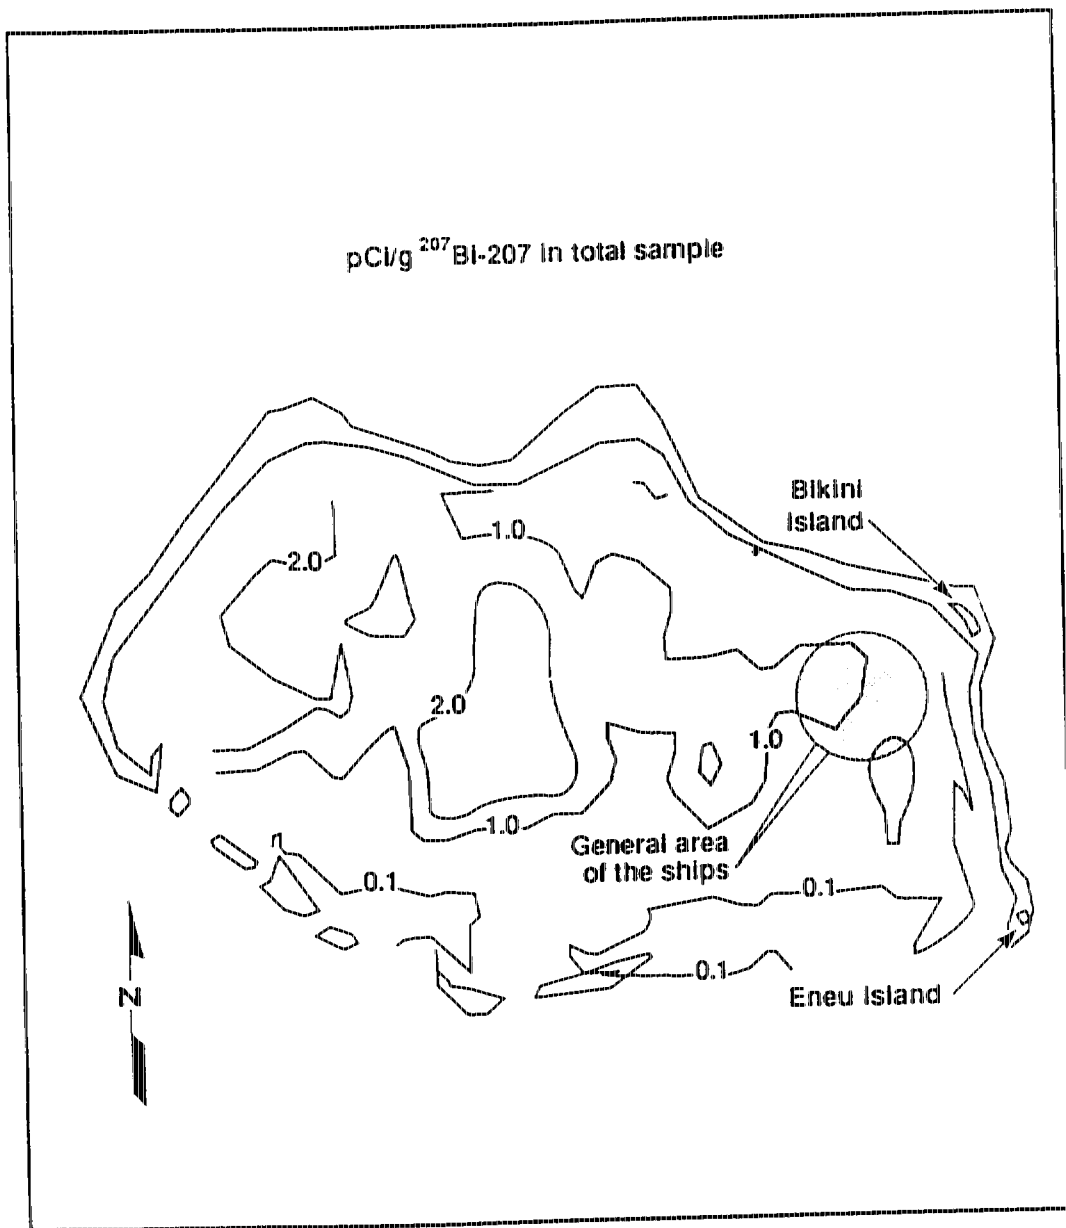 pCi/g ²⁰⁷Bi-207 in total sample
Bikini
Island
1.0
2.0
2.0
1.0
1.0
General area
of the ships
0.1
0.1
0.1
Eneu Island
N